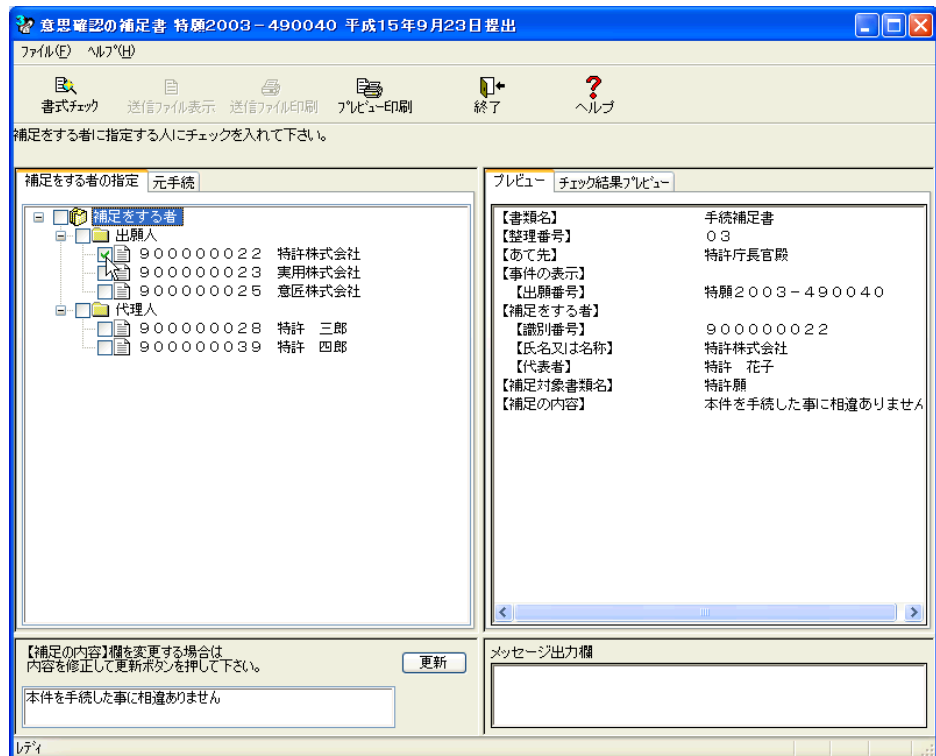 意思確認の補足書 特願2003-490040 平成15年9月23日提出
ファイル(F) ヘルプ(H)
書式チェック 送信ファイル表示 送信ファイル印刷 プレビュー印刷 終了 ヘルプ
補足をする者に指定する人にチェックを入れて下さい。
補足をする者の指定 元手続
補足をする者
出願人
900000022 特許株式会社
900000023 実用株式会社
900000025 意匠株式会社
代理人
900000028 特許 三郎
900000039 特許 四郎
プレビュー チェック結果プレビュー
【書類名】 手続補足書
【整理番号】 03
【あて先】 特許庁長官殿
【事件の表示】
【出願番号】 特願2003-490040
【補足をする者】
【識別番号】 900000022
【氏名又は名称】 特許株式会社
【代表者】 特許 花子
【補足対象書類名】 特許願
【補足の内容】 本件を手続した事に相違ありません
【補足の内容】欄を変更する場合は
内容を修正して更新ボタンを押して下さい。
更新
本件を手続した事に相違ありません
メッセージ出力欄
レディ